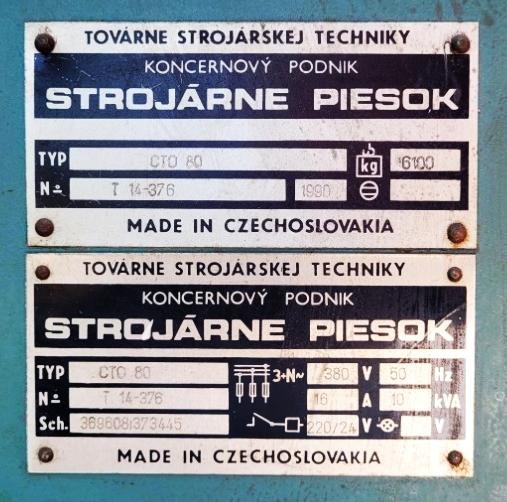 TOVÁRNE STROJÁRSKEJ TECHNIKY
KONCERNOVÝ PODNIK
STROJÁRNE PIESOK
TYP CTO 80 kg 6100
Nº T 14-376 1990
MADE IN CZECHOSLOVAKIA
TOVÁRNE STROJÁRSKEJ TECHNIKY
KONCERNOVÝ PODNIK
STROJÁRNE PIESOK
TYP CTO 80 3+N~ 380 V 50 Hz
Nº T 14-376 16 A 10 kVA
Sch. 369608/373445 220/24 V V
MADE IN CZECHOSLOVAKIA